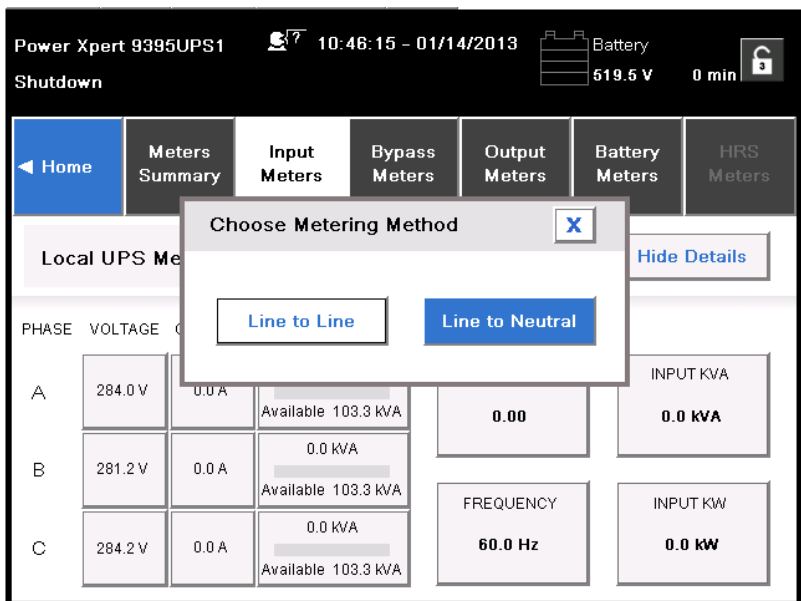 Power Xpert 9395UPS1
? 10:46:15 - 01/14/2013
Battery
Shutdown
519.5 V 0 min
3
◀ Home
Meters Summary
Input Meters
Bypass Meters
Output Meters
Battery Meters
HRS Meters
Choose Metering Method
X
Local UPS Me
Hide Details
Line to Line
Line to Neutral
PHASE VOLTAGE
A 284.0 V 0.0 A
Available 103.3 kVA
0.00
INPUT KVA
0.0 kVA
B 281.2 V 0.0 A
0.0 kVA
Available 103.3 kVA
C 284.2 V 0.0 A
0.0 kVA
Available 103.3 kVA
FREQUENCY
60.0 Hz
INPUT KW
0.0 kW